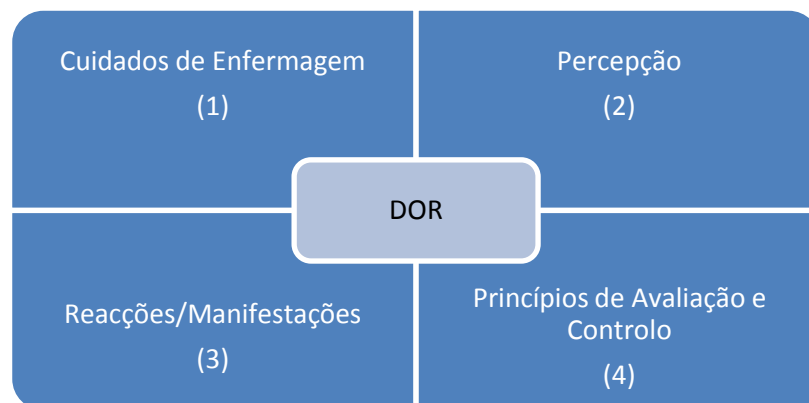 Cuidados de Enfermagem
(1)
Percepção
(2)
DOR
Reacções/Manifestações
(3)
Princípios de Avaliação e
Controlo
(4)